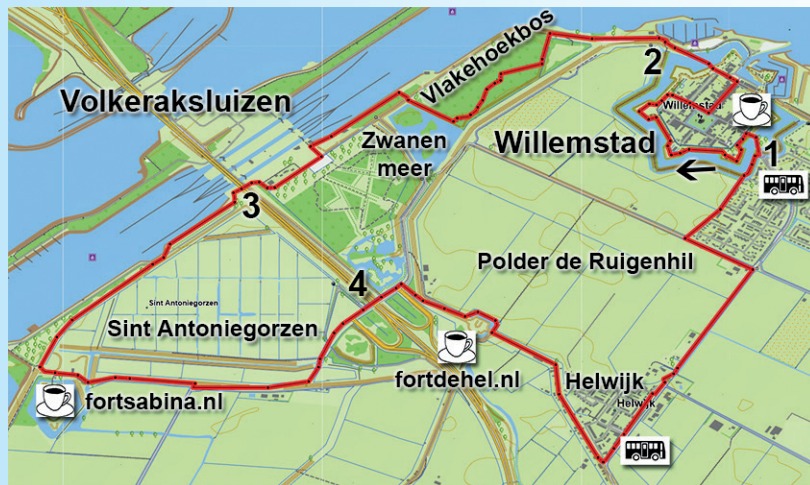 Vlakehoekbos
2
Volkeraksluizen
Willemstad
Zwanen
meer
Willemstad
1
3
Polder de Ruigenhil
4
Sint Antoniegorzen
Sint Antoniegorzen
fortdehel.nl
Helwijk
Helwijk
fortsabina.nl